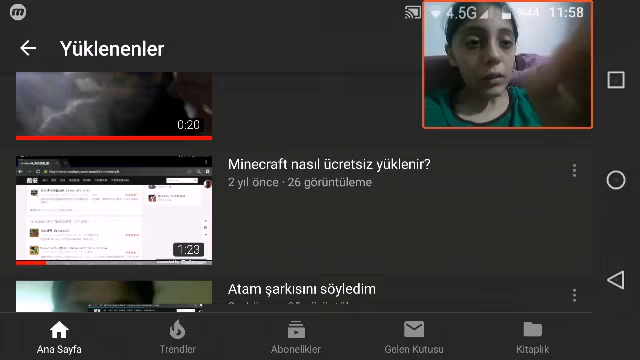 4.5G
%44
11:58
Yüklenenler
0:20
Minecraft nasıl ücretsiz yüklenir?
2 yıl önce · 26 görüntüleme
1:23
Atam şarkısını söyledim
Ana Sayfa
Trendler
Abonelikler
Gelen Kutusu
Kitaplık